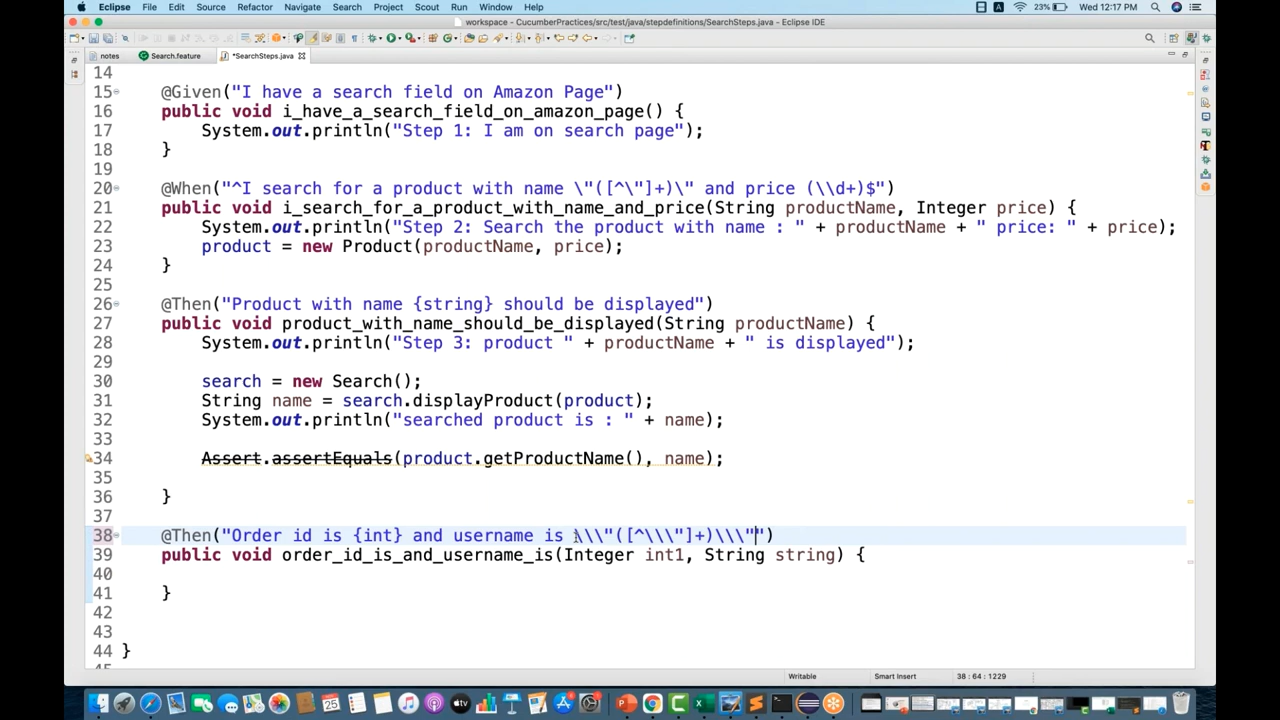 Eclipse File Edit Source Refactor Navigate Search Project Scout Run Window Help 23% Wed 12:17 PM
workspace - CucumberPractices/src/test/java/stepdefinitions/SearchSteps.java - Eclipse IDE
notes Search.feature *SearchSteps.java
14
15 @Given("I have a search field on Amazon Page")
16 public void i_have_a_search_field_on_amazon_page() {
17 System.out.println("Step 1: I am on search page");
18 }
19
20 @When("^I search for a product with name \"([^\"]+)\" and price (\\d+)$")
21 public void i_search_for_a_product_with_name_and_price(String productName, Integer price) {
22 System.out.println("Step 2: Search the product with name : " + productName + " price: " + price);
23 product = new Product(productName, price);
24 }
25
26 @Then("Product with name {string} should be displayed")
27 public void product_with_name_should_be_displayed(String productName) {
28 System.out.println("Step 3: product " + productName + " is displayed");
29
30 search = new Search();
31 String name = search.displayProduct(product);
32 System.out.println("searched product is : " + name);
33
34 Assert.assertEquals(product.getProductName(), name);
35
36 }
37
38 @Then("Order id is {int} and username is \\\"([^\\\"]+)\\\"")
39 public void order_id_is_and_username_is(Integer int1, String string) {
40
41 }
42
43
44 }
45
Writable Smart Insert 38 : 64 : 1229